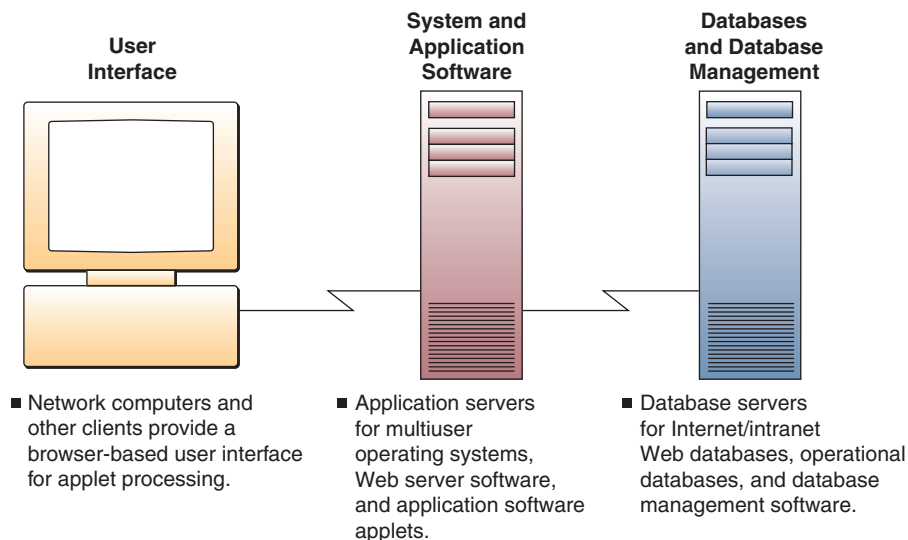 User
Interface
System and
Application
Software
Databases
and Database
Management
■ Network computers and
other clients provide a
browser-based user interface
for applet processing.
■ Application servers
for multiuser
operating systems,
Web server software,
and application software
applets.
■ Database servers
for Internet/intranet
Web databases, operational
databases, and database
management software.